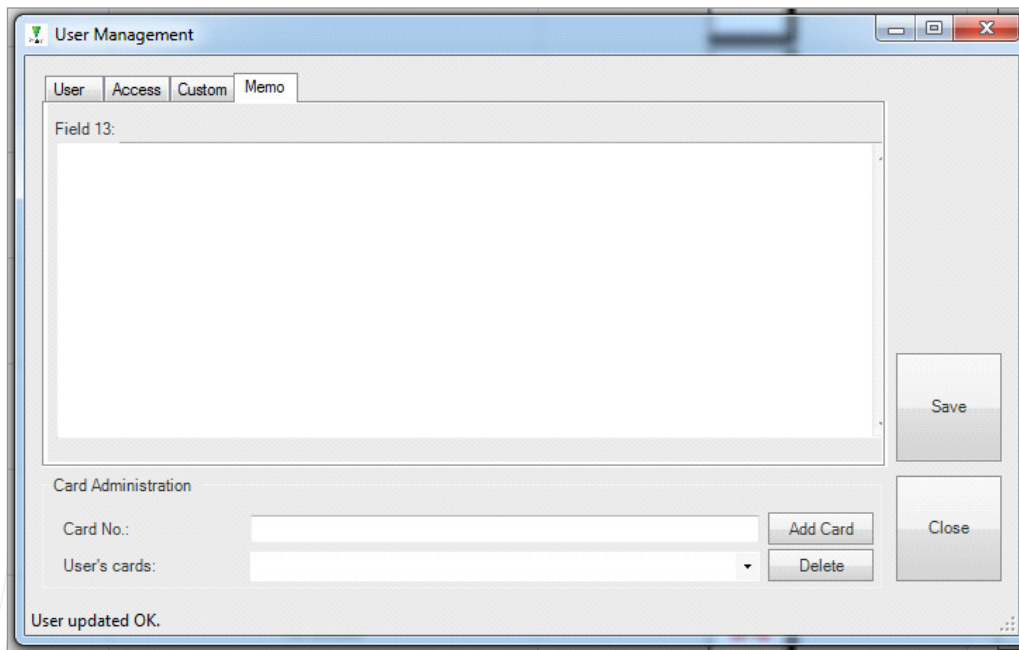 User Management
User Access Custom Memo
Field 13:
Save
Card Administration
Card No.: Add Card
Close
User's cards: Delete
User updated OK.